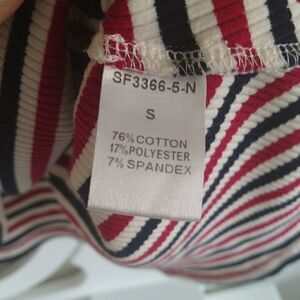 SF3366-5-N
S
76%COTTON
17%POLYESTER
7%SPANDEX